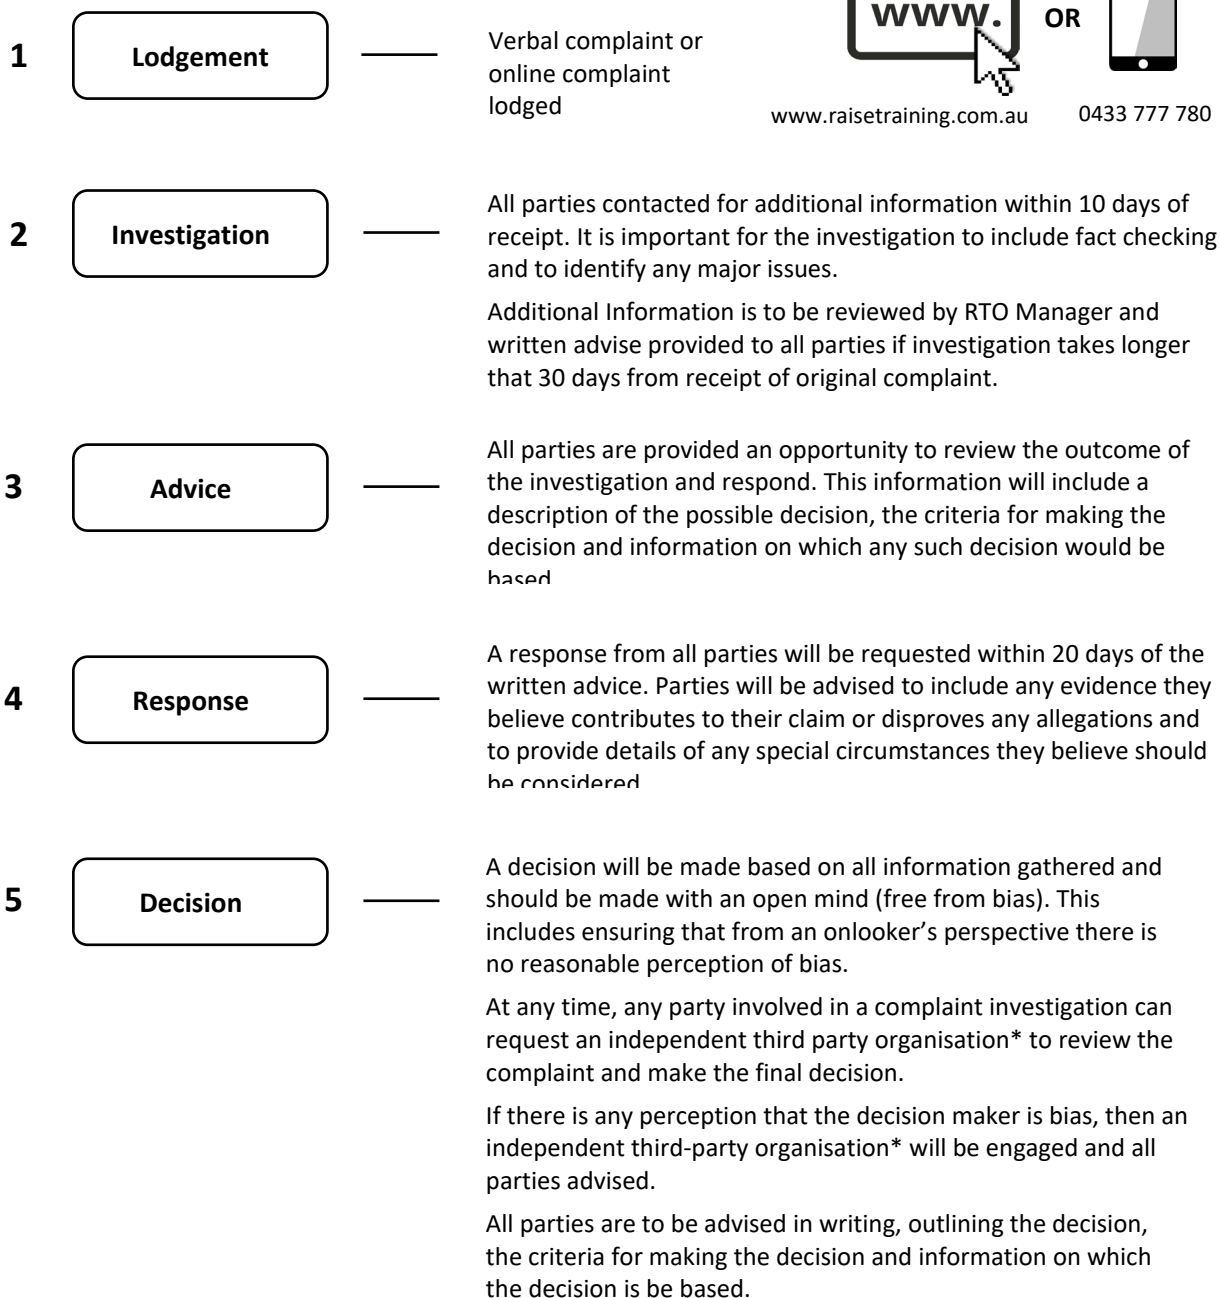 1
Lodgement
Verbal complaint or
online complaint
lodged
www.
OR
www.raisetraining.com.au
0433 777 780
2
Investigation
All parties contacted for additional information within 10 days of
receipt. It is important for the investigation to include fact checking
and to identify any major issues.
Additional Information is to be reviewed by RTO Manager and
written advise provided to all parties if investigation takes longer
that 30 days from receipt of original complaint.
3
Advice
All parties are provided an opportunity to review the outcome of
the investigation and respond. This information will include a
description of the possible decision, the criteria for making the
decision and information on which any such decision would be
based
4
Response
A response from all parties will be requested within 20 days of the
written advice. Parties will be advised to include any evidence they
believe contributes to their claim or disproves any allegations and
to provide details of any special circumstances they believe should
be considered
5
Decision
A decision will be made based on all information gathered and
should be made with an open mind (free from bias). This
includes ensuring that from an onlooker’s perspective there is
no reasonable perception of bias.
At any time, any party involved in a complaint investigation can
request an independent third party organisation* to review the
complaint and make the final decision.
If there is any perception that the decision maker is bias, then an
independent third-party organisation* will be engaged and all
parties advised.
All parties are to be advised in writing, outlining the decision,
the criteria for making the decision and information on which
the decision is be based.